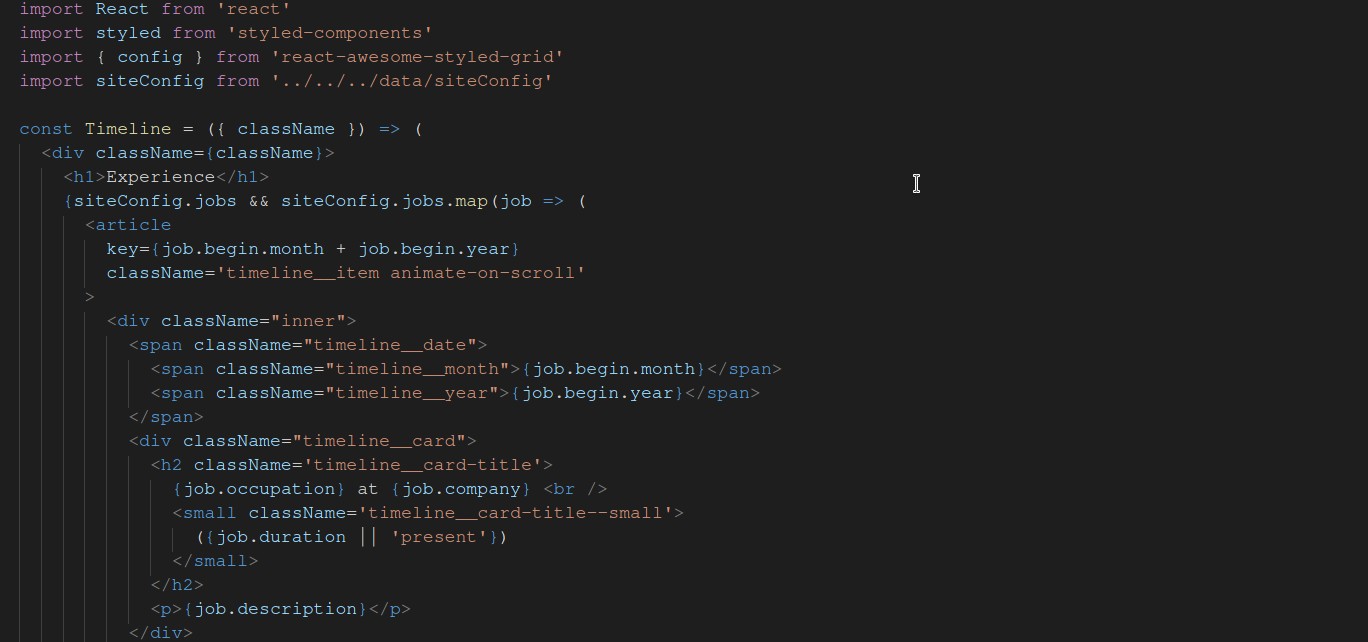 import React from 'react'
import styled from 'styled-components'
import { config } from 'react-awesome-styled-grid'
import siteConfig from '../../../data/siteConfig'

const Timeline = ({ className }) => (
  <div className={className}>
    <h1>Experience</h1>
    {siteConfig.jobs && siteConfig.jobs.map(job => (
      <article
        key={job.begin.month + job.begin.year}
        className='timeline__item animate-on-scroll'
      >
        <div className="inner">
          <span className="timeline__date">
            <span className="timeline__month">{job.begin.month}</span>
            <span className="timeline__year">{job.begin.year}</span>
          </span>
          <div className="timeline__card">
            <h2 className='timeline__card-title'>
              {job.occupation} at {job.company} <br />
              <small className='timeline__card-title--small'>
                ({job.duration || 'present'})
              </small>
            </h2>
            <p>{job.description}</p>
          </div>